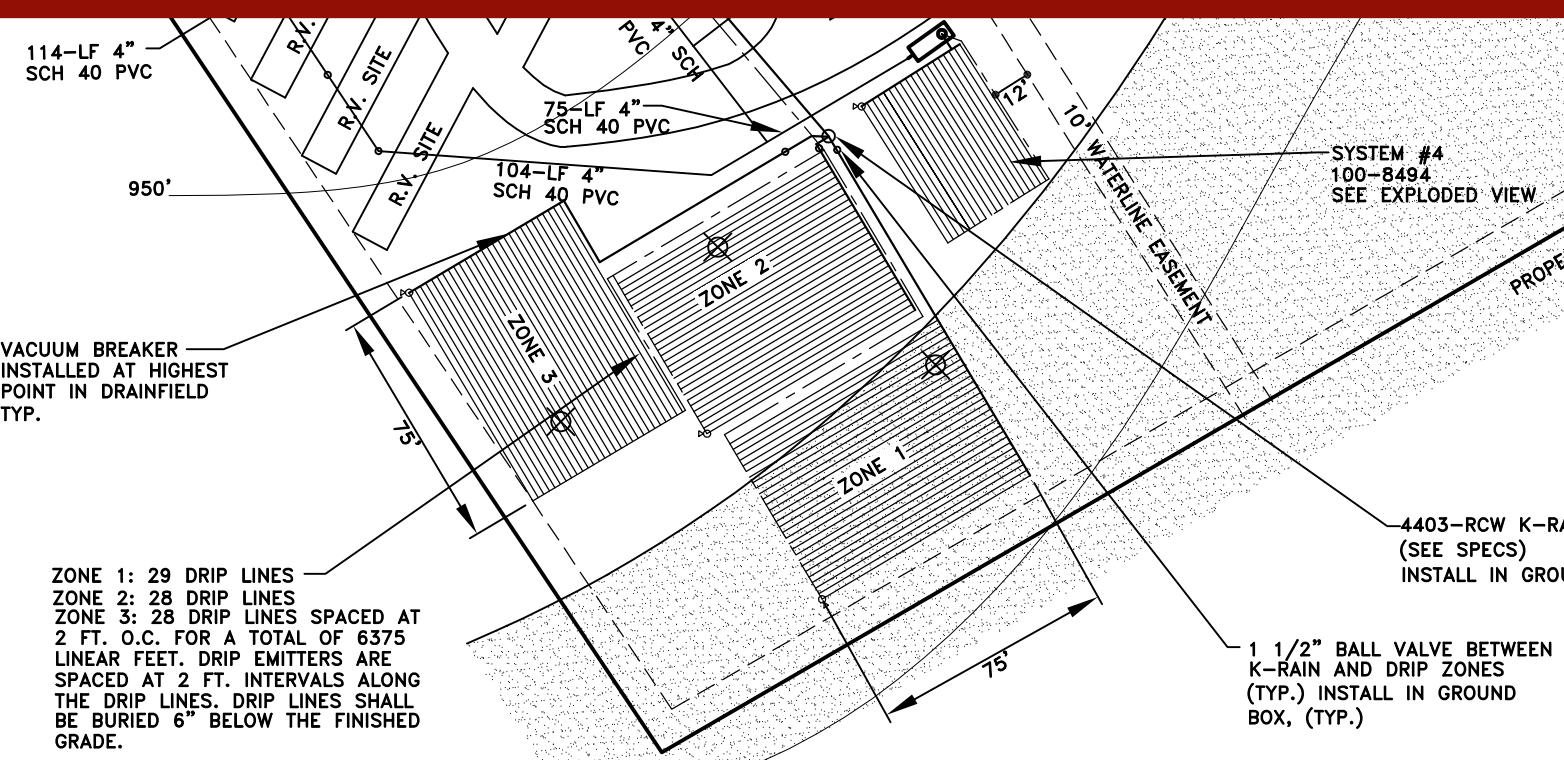 114-LF 4"
SCH 40 PVC
R.V.
R.V. SITE
R.V. SITE
4" SCH
PVC
75-LF 4"
SCH 40 PVC
104-LF 4"
SCH 40 PVC
950'
12'
10' WATERLINE EASEMENT
SYSTEM #4
100-8494
SEE EXPLODED VIEW
ZONE 2
ZONE 3
ZONE 1
VACUUM BREAKER
INSTALLED AT HIGHEST
POINT IN DRAINFIELD
TYP.
75'
75'
ZONE 1: 29 DRIP LINES
ZONE 2: 28 DRIP LINES
ZONE 3: 28 DRIP LINES SPACED AT
2 FT. O.C. FOR A TOTAL OF 6375
LINEAR FEET. DRIP EMITTERS ARE
SPACED AT 2 FT. INTERVALS ALONG
THE DRIP LINES. DRIP LINES SHALL
BE BURIED 6" BELOW THE FINISHED
GRADE.
4403-RCW
(SEE SPECS)
INSTALL IN
1 1/2" BALL VALVE BETWEEN
K-RAIN AND DRIP ZONES
(TYP.) INSTALL IN GROUND
BOX, (TYP.)